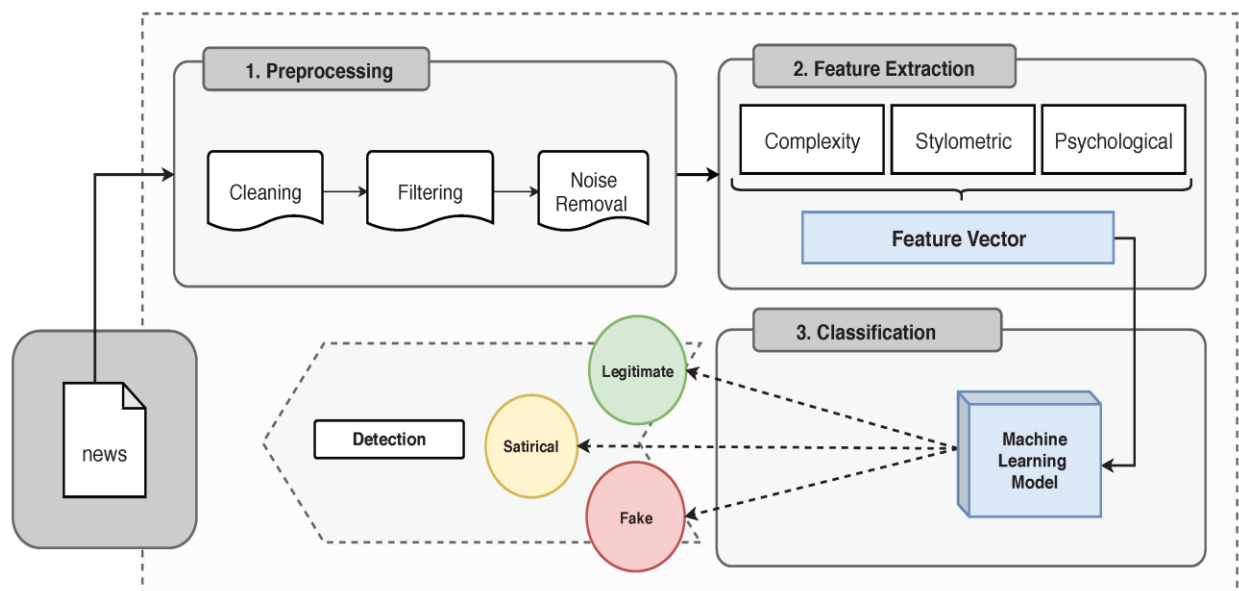 1. Preprocessing
Cleaning
Filtering
Noise
Removal
2. Feature Extraction
Complexity
Stylometric
Psychological
Feature Vector
3. Classification
Machine
Learning
Model
Legitimate
Satirical
Fake
Detection
news